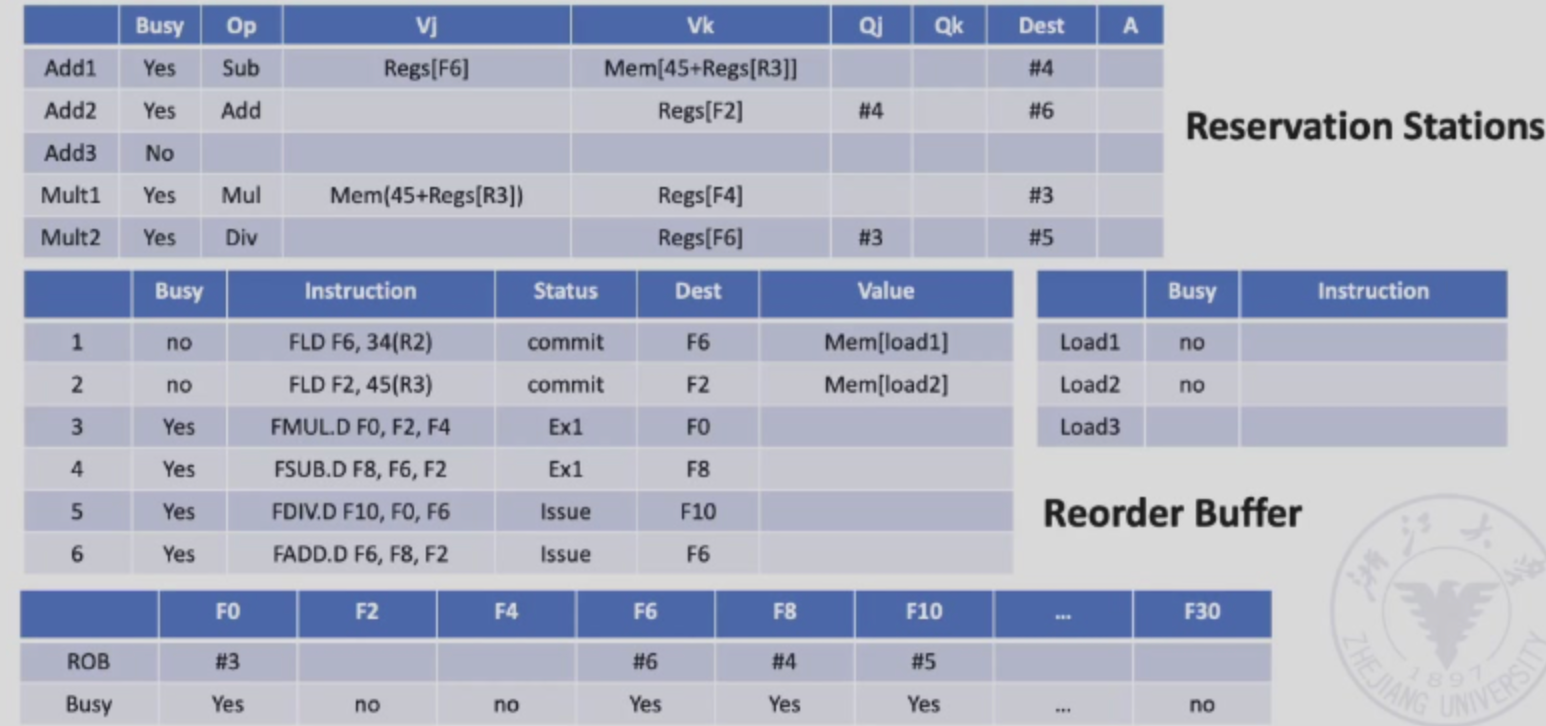 Busy Op Vj Vk Qj Qk Dest A
Add1 Yes Sub Regs[F6] Mem[45+Regs[R3]] #4
Add2 Yes Add Regs[F2] #4 #6
Add3 No
Mult1 Yes Mul Mem(45+Regs[R3]) Regs[F4] #3
Mult2 Yes Div Regs[F6] #3 #5
Reservation Stations
Busy Instruction Status Dest Value
1 no FLD F6, 34(R2) commit F6 Mem[load1]
2 no FLD F2, 45(R3) commit F2 Mem[load2]
3 Yes FMUL.D F0, F2, F4 Ex1 F0
4 Yes FSUB.D F8, F6, F2 Ex1 F8
5 Yes FDIV.D F10, F0, F6 Issue F10
6 Yes FADD.D F6, F8, F2 Issue F6
Busy Instruction
Load1 no
Load2 no
Load3
Reorder Buffer
F0 F2 F4 F6 F8 F10 ... F30
ROB #3 #6 #4 #5
Busy Yes no no Yes Yes Yes ... no
浙江大学
1897
ZHEJIANG UNIVERSITY